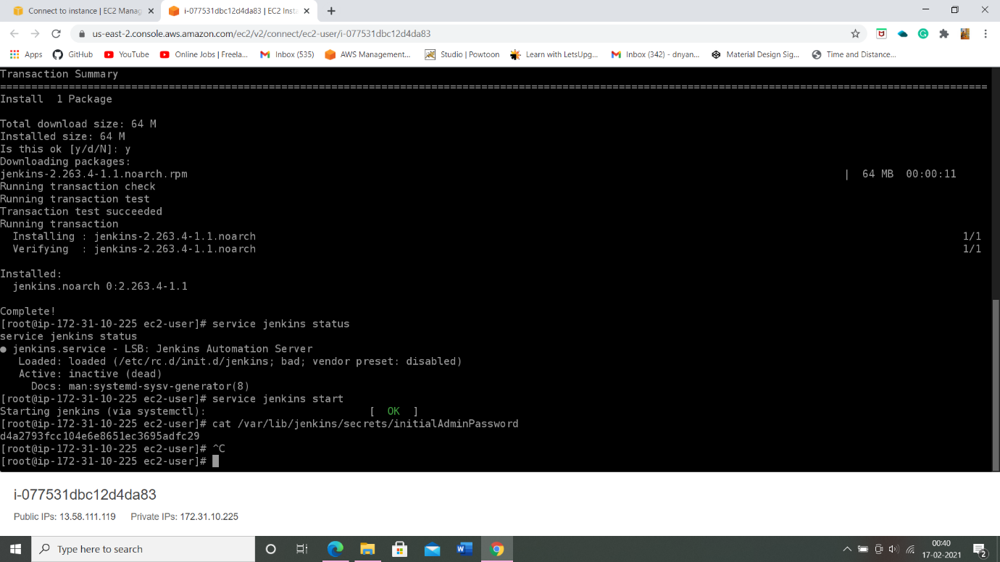 Connect to instance | EC2 Manag
i-077531dbc12d4da83 | EC2 Insta
us-east-2.console.aws.amazon.com/ec2/v2/connect/ec2-user/i-077531dbc12d4da83
Apps GitHub YouTube Online Jobs | Freela... Inbox (535) AWS Management... Studio | Powtoon Learn with LetsUpg... Inbox (342) - dnyan... Material Design Sig... Time and Distance...
Transaction Summary
================================================================================
Install  1 Package
Total download size: 64 M
Installed size: 64 M
Is this ok [y/d/N]: y
Downloading packages:
jenkins-2.263.4-1.1.noarch.rpm | 64 MB 00:00:11
Running transaction check
Running transaction test
Transaction test succeeded
Running transaction
Installing : jenkins-2.263.4-1.1.noarch 1/1
Verifying  : jenkins-2.263.4-1.1.noarch 1/1
Installed:
jenkins.noarch 0:2.263.4-1.1
Complete!
[root@ip-172-31-10-225 ec2-user]# service jenkins status
service jenkins status
● jenkins.service - LSB: Jenkins Automation Server
Loaded: loaded (/etc/rc.d/init.d/jenkins; bad; vendor preset: disabled)
Active: inactive (dead)
Docs: man:systemd-sysv-generator(8)
[root@ip-172-31-10-225 ec2-user]# service jenkins start
Starting jenkins (via systemctl): [ OK ]
[root@ip-172-31-10-225 ec2-user]# cat /var/lib/jenkins/secrets/initialAdminPassword
d4a2793fcc104e6e8651ec3695adfc29
[root@ip-172-31-10-225 ec2-user]# ^C
[root@ip-172-31-10-225 ec2-user]#
i-077531dbc12d4da83
Public IPs: 13.58.111.119 Private IPs: 172.31.10.225
Type here to search
00:40
17-02-2021
2